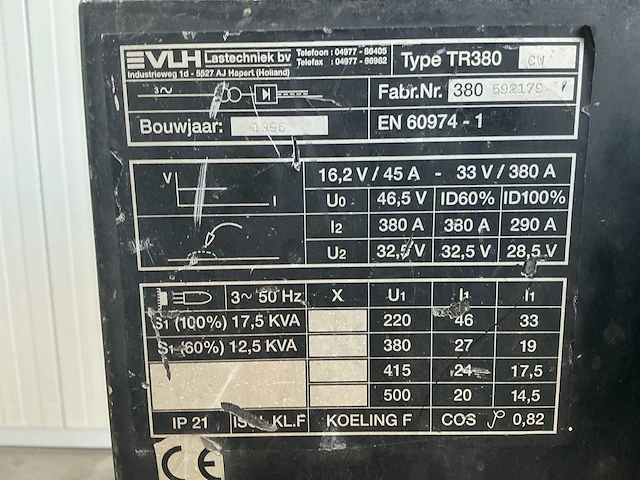 EVLH Lastechniek bv Telefoon : 04977 - 86405
Telefax : 04977 - 86962
Industrieweg 1d - 5527 AJ Hapert (Holland)
Type TR380 CW
3~
Fabr.Nr. 380 592179-
Bouwjaar: 1996
EN 60974 - 1
V
I
16,2 V / 45 A - 33 V / 380 A
U0 46,5 V ID60% ID100%
I2 380 A 380 A 290 A
U2 32,5 V 32,5 V 28,5 V
3~ 50 Hz X U1 I1 I1
S1 (100%) 17,5 KVA 220 46 33
S1 (60%) 12,5 KVA 380 27 19
415 24 17,5
500 20 14,5
IP 21 ISOL KL.F KOELING F COS ρ 0,82
CE